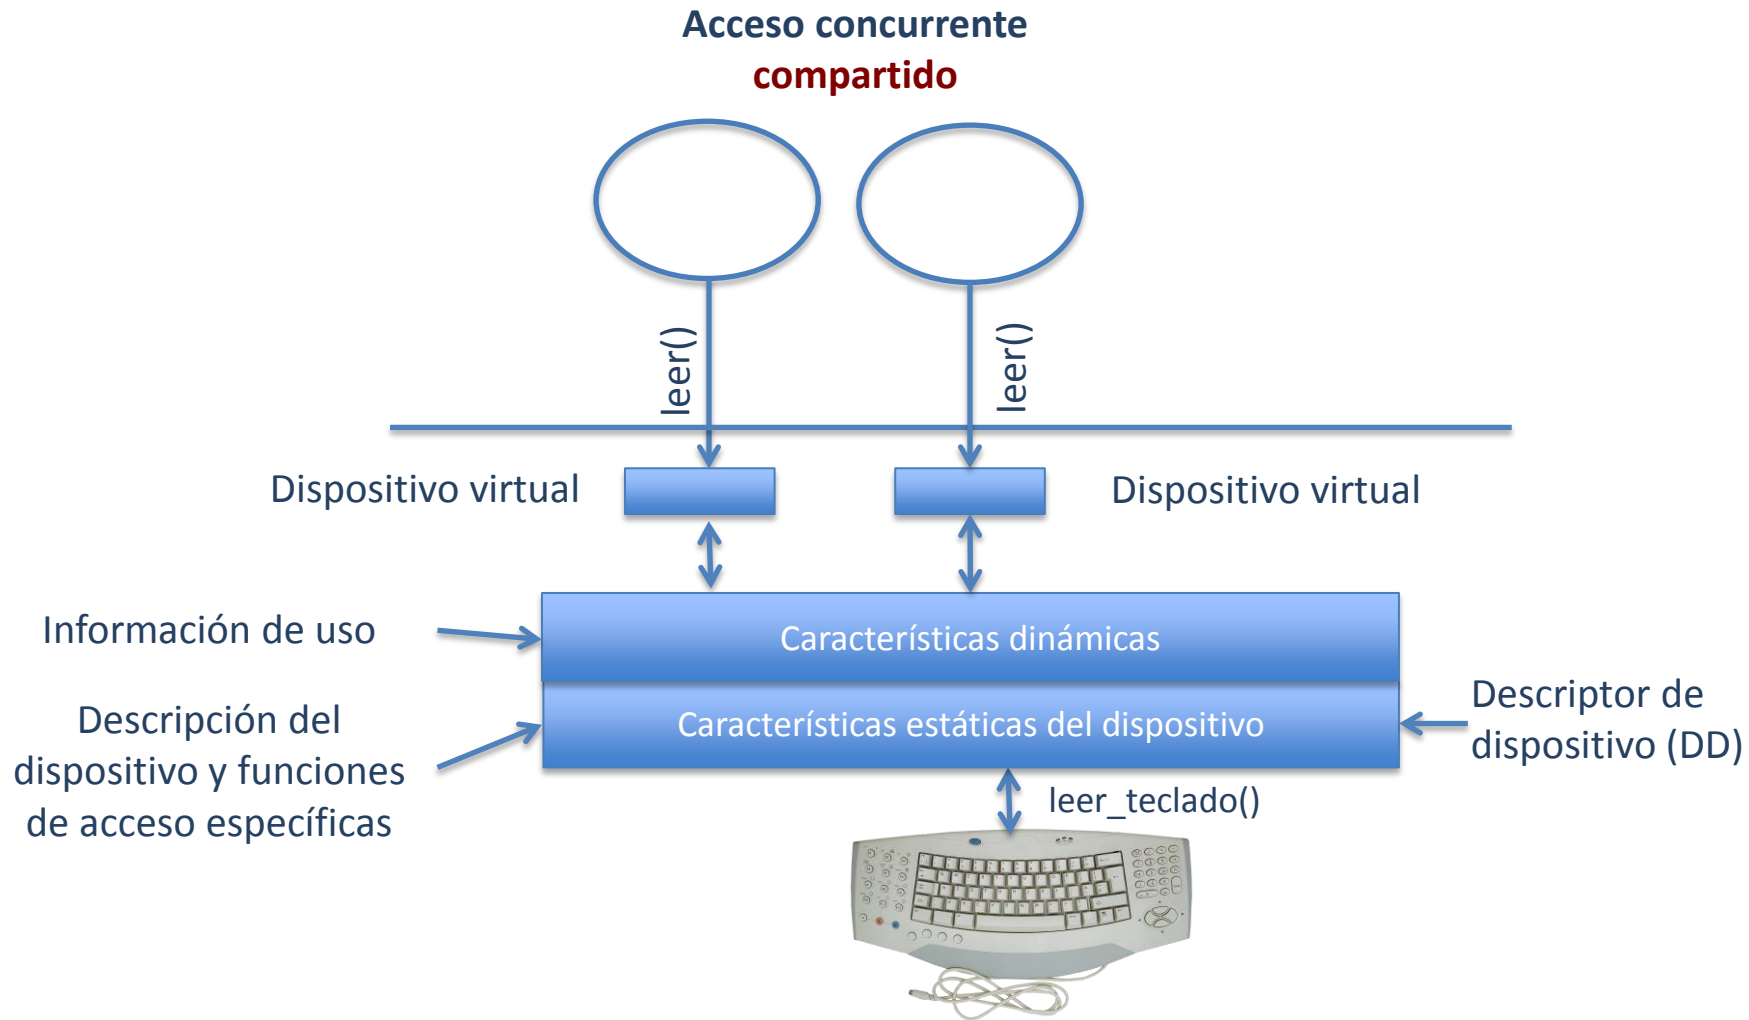 Acceso concurrente
compartido
leer()
leer()
Dispositivo virtual
Dispositivo virtual
Información de uso
Características dinámicas
Descripción del
dispositivo y funciones
de acceso específicas
Características estáticas del dispositivo
Descriptor de
dispositivo (DD)
leer_teclado()